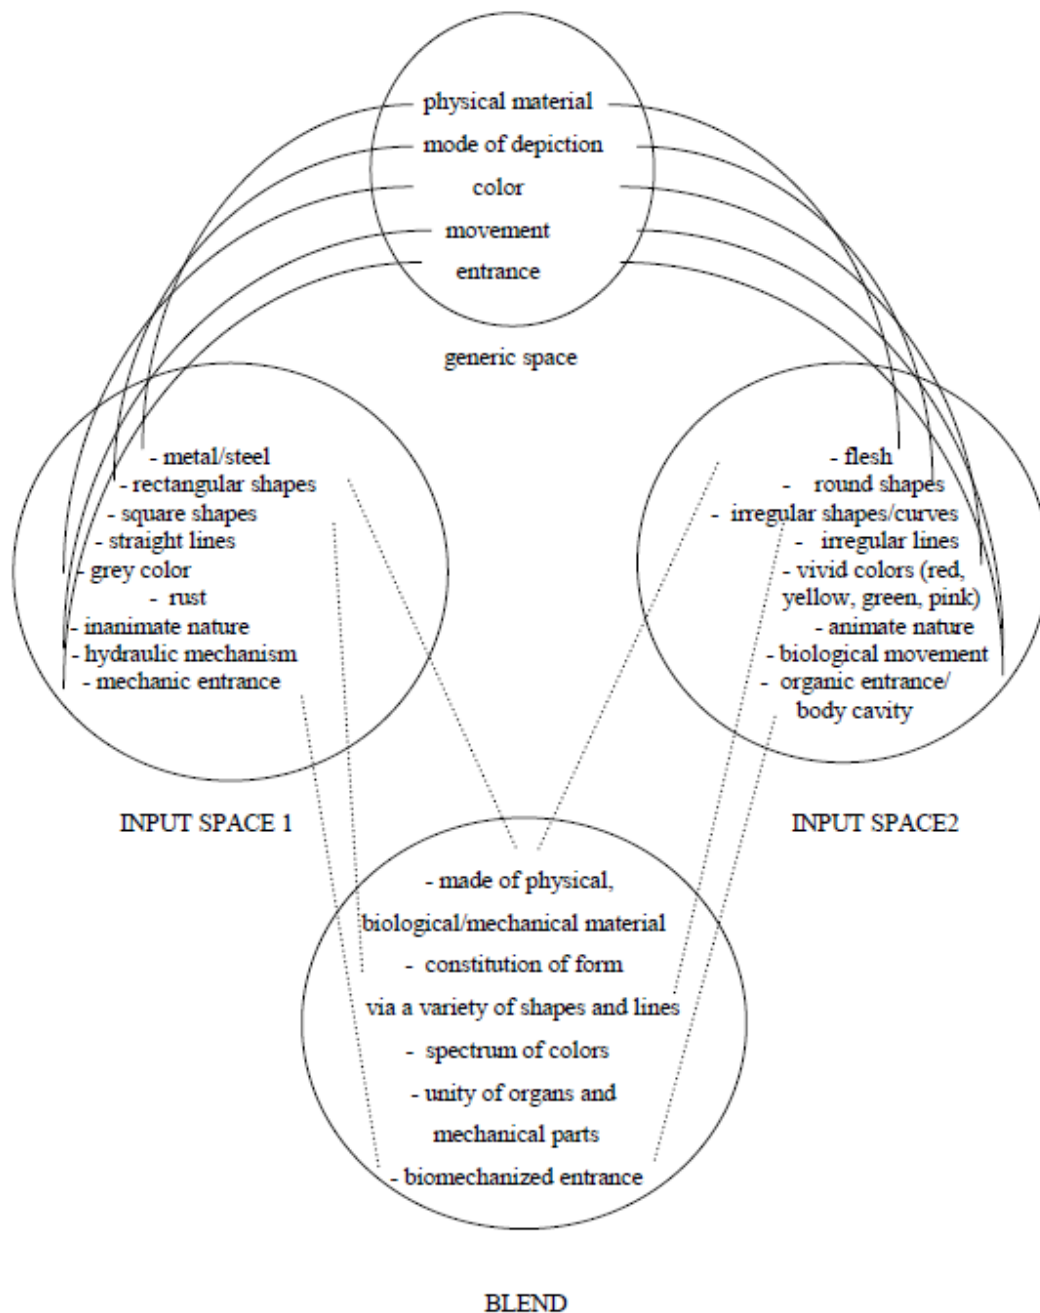 physical material
mode of depiction
color
movement
entrance
generic space
- metal/steel
- rectangular shapes
- square shapes
- straight lines
- grey color
- rust
- inanimate nature
- hydraulic mechanism
- mechanic entrance
INPUT SPACE 1
- flesh
- round shapes
- irregular shapes/curves
- irregular lines
- vivid colors (red,
yellow, green, pink)
- animate nature
- biological movement
- organic entrance/
body cavity
INPUT SPACE2
- made of physical,
biological/mechanical material
- constitution of form
via a variety of shapes and lines
- spectrum of colors
- unity of organs and
mechanical parts
- biomechanized entrance
BLEND